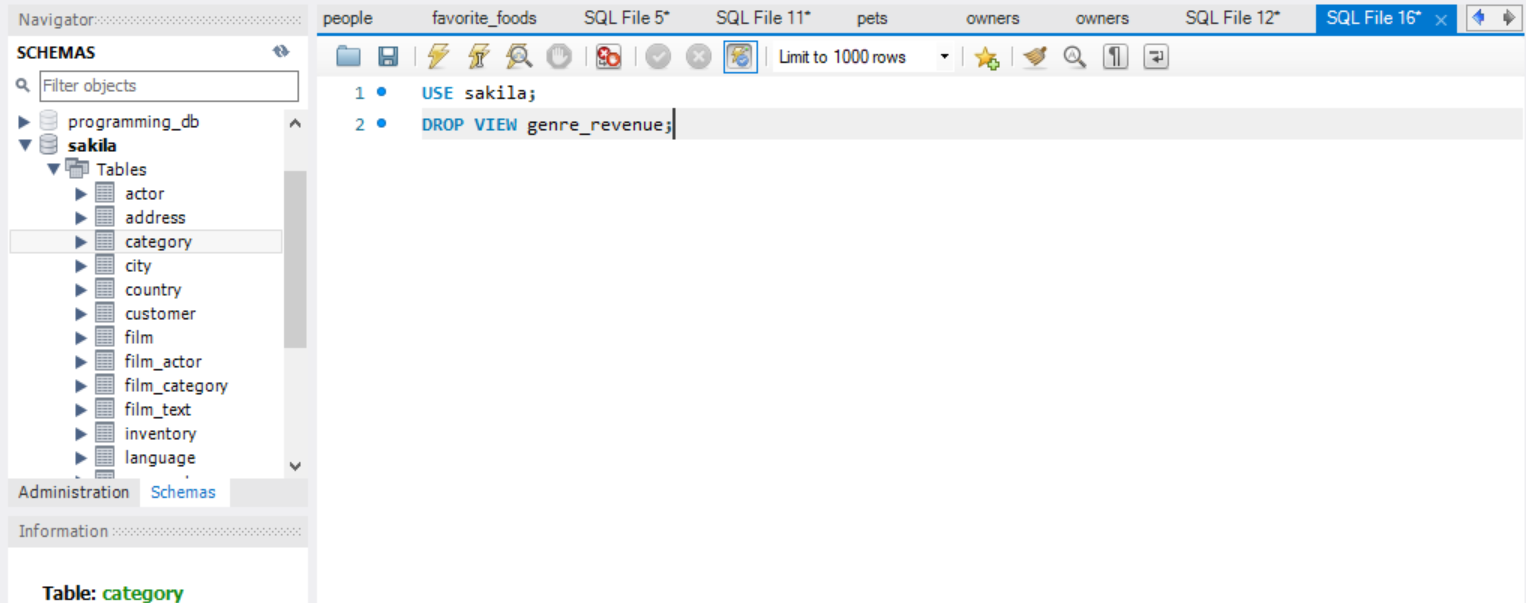 Navigator
people favorite_foods SQL File 5* SQL File 11* pets owners owners SQL File 12* SQL File 16*
SCHEMAS
Limit to 1000 rows
Filter objects
1 USE sakila;
2 DROP VIEW genre_revenue;
programming_db
sakila
Tables
actor
address
category
city
country
customer
film
film_actor
film_category
film_text
inventory
language
Administration Schemas
Information
Table: category